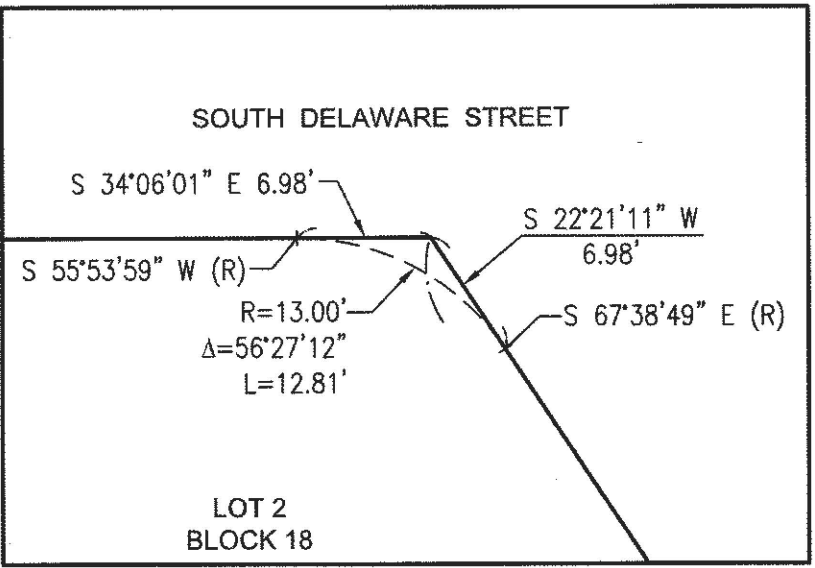 SOUTH DELAWARE STREET
S 34°06'01" E 6.98'
S 22°21'11" W
6.98'
S 55°53'59" W (R)
S 67°38'49" E (R)
R=13.00'
Δ=56°27'12"
L=12.81'
LOT 2
BLOCK 18